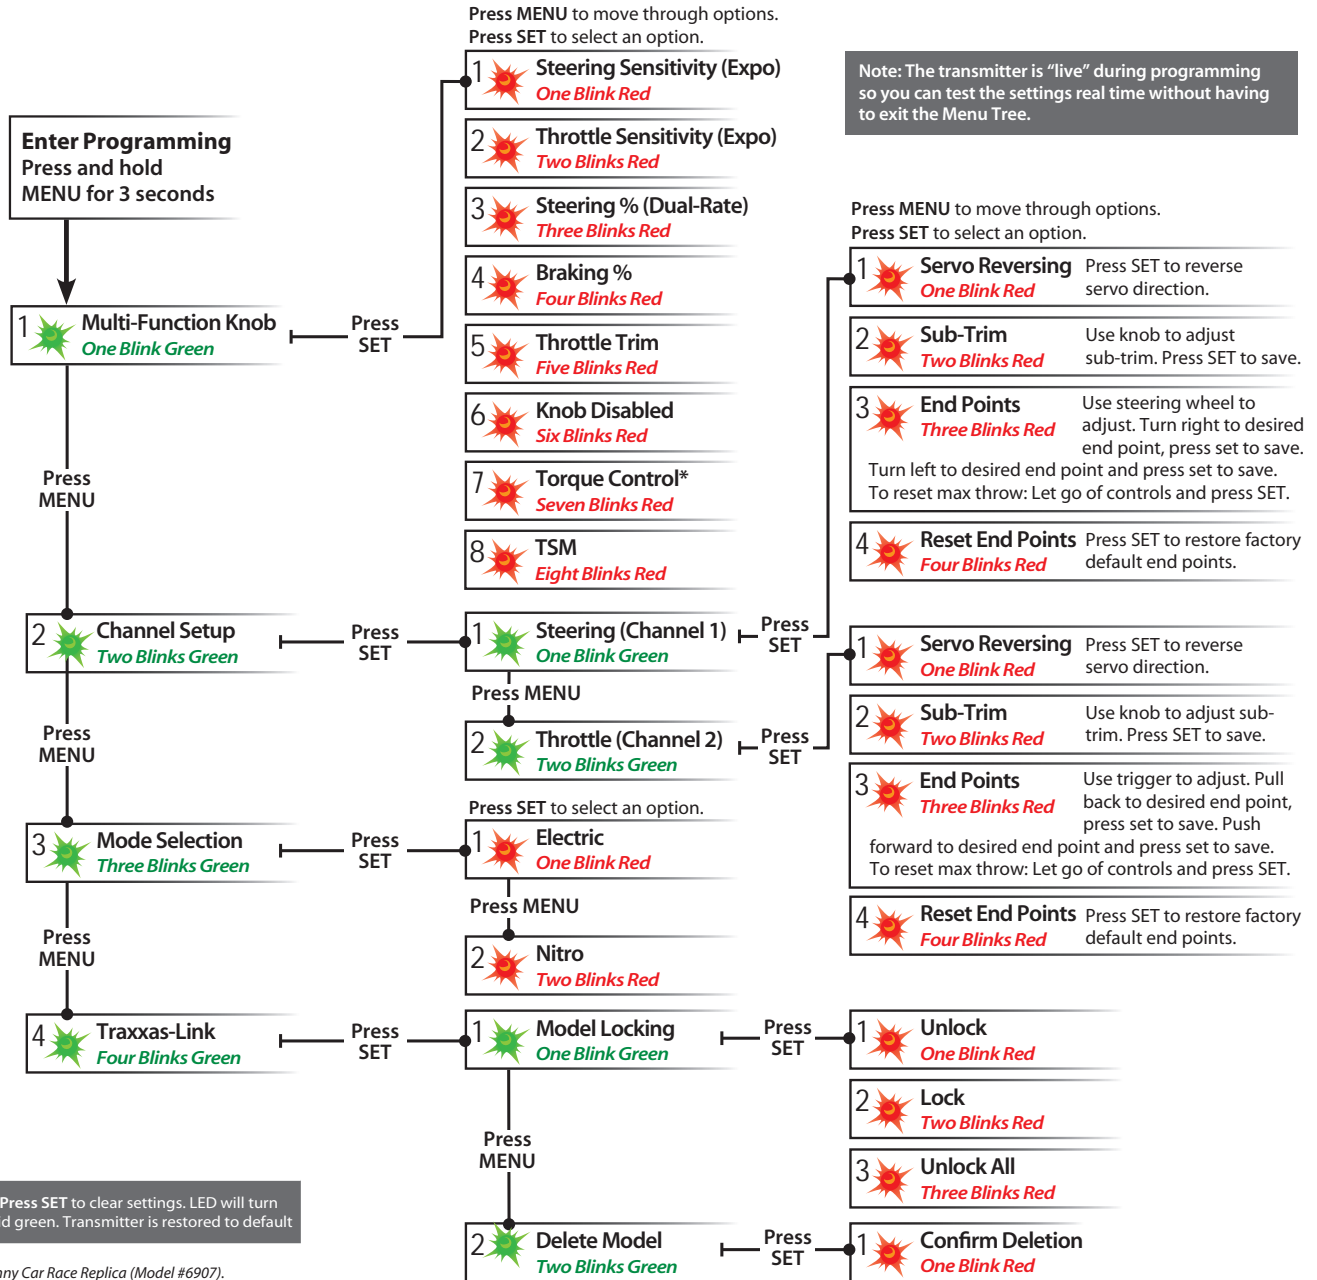 Press MENU to move through options.
Press SET to select an option.
Note: The transmitter is “live” during programming
so you can test the settings real time without having
to exit the Menu Tree.
Enter Programming
Press and hold
MENU for 3 seconds
1 Multi-Function Knob
One Blink Green
Press
SET
1 Steering Sensitivity (Expo)
One Blink Red
2 Throttle Sensitivity (Expo)
Two Blinks Red
3 Steering % (Dual-Rate)
Three Blinks Red
4 Braking %
Four Blinks Red
5 Throttle Trim
Five Blinks Red
6 Knob Disabled
Six Blinks Red
7 Torque Control*
Seven Blinks Red
8 TSM
Eight Blinks Red
Press
MENU
2 Channel Setup
Two Blinks Green
Press
SET
1 Steering (Channel 1)
One Blink Green
Press
SET
Press MENU to move through options.
Press SET to select an option.
1 Servo Reversing Press SET to reverse
One Blink Red servo direction.
2 Sub-Trim Use knob to adjust
Two Blinks Red sub-trim. Press SET to save.
3 End Points Use steering wheel to
Three Blinks Red adjust. Turn right to desired
end point, press set to save.
Turn left to desired end point and press set to save.
To reset max throw: Let go of controls and press SET.
4 Reset End Points Press SET to restore factory
Four Blinks Red default end points.
Press MENU
2 Throttle (Channel 2)
Two Blinks Green
Press
SET
1 Servo Reversing Press SET to reverse
One Blink Red servo direction.
2 Sub-Trim Use knob to adjust sub-
Two Blinks Red trim. Press SET to save.
3 End Points Use trigger to adjust. Pull
Three Blinks Red back to desired end point,
press set to save. Push
forward to desired end point and press set to save.
To reset max throw: Let go of controls and press SET.
4 Reset End Points Press SET to restore factory
Four Blinks Red default end points.
Press
MENU
3 Mode Selection
Three Blinks Green
Press
SET
Press SET to select an option.
1 Electric
One Blink Red
Press MENU
2 Nitro
Two Blinks Red
Press
MENU
4 Traxxas-Link
Four Blinks Green
Press
SET
1 Model Locking
One Blink Green
Press
SET
1 Unlock
One Blink Red
2 Lock
Two Blinks Red
3 Unlock All
Three Blinks Red
Press
MENU
2 Delete Model
Two Blinks Green
Press
SET
1 Confirm Deletion
One Blink Red
Press SET to clear settings. LED will turn
green. Transmitter is restored to default
Car Race Replica (Model #6907).